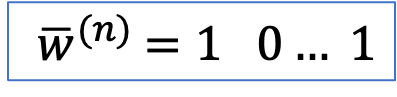 w̅⁽ⁿ⁾ = 1 0 ... 1